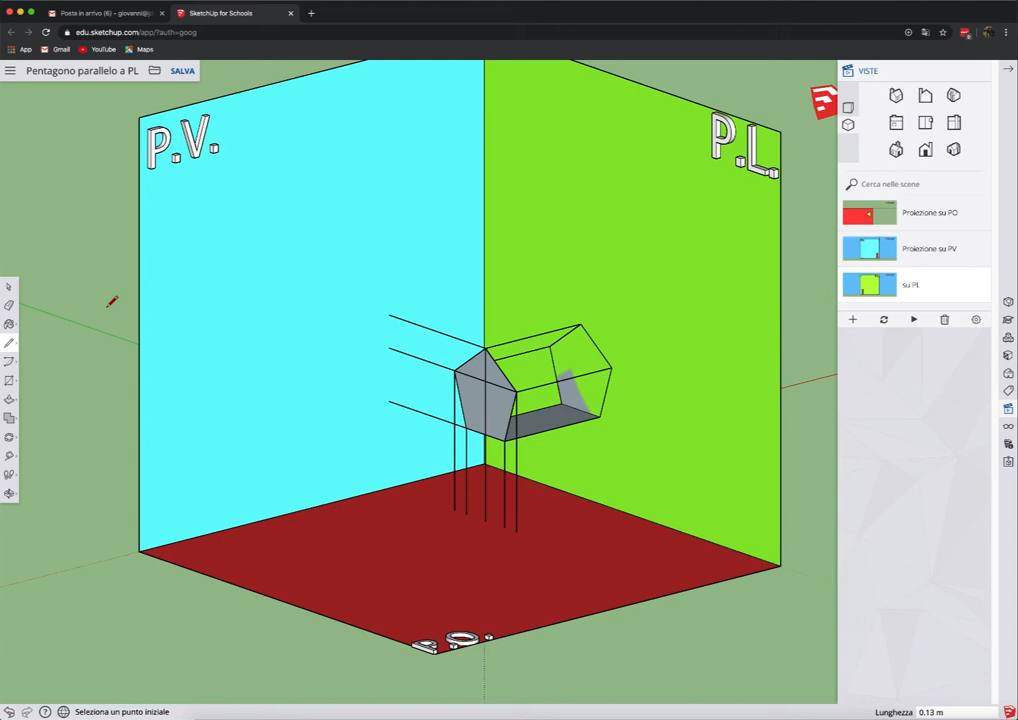 Posta in arrivo (6) - giovanni@j
SketchUp for Schools
edu.sketchup.com/app/?auth=goog
App
Gmail
YouTube
Maps
Pentagono parallelo a PL
SALVA
VISTE
P.V.
P.L.
Cerca nelle scene
Proiezione su PO
Proiezione su PV
su PL
P.O.
Seleziona un punto iniziale
Lunghezza
0.13 m